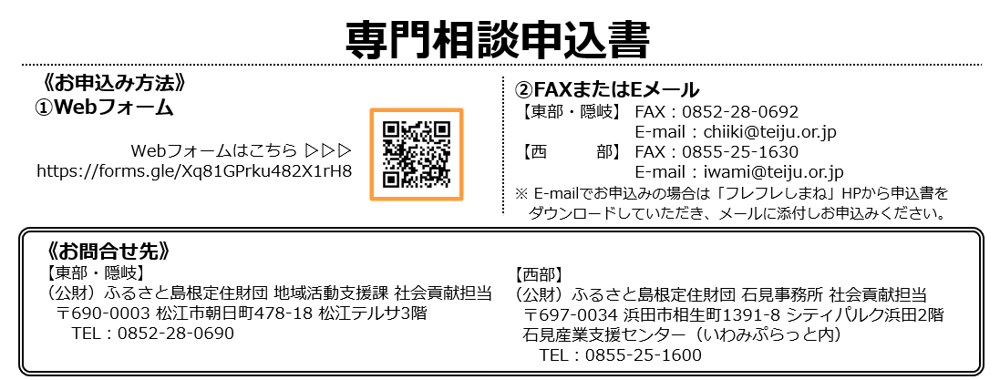 専門相談申込書
《お申込み方法》
①Webフォーム
Webフォームはこちら ▷▷▷
https://forms.gle/Xq81GPrku482X1rH8
②FAXまたはEメール
【東部・隠岐】 FAX：0852-28-0692
E-mail：chiiki@teiju.or.jp
【西　　　部】 FAX：0855-25-1630
E-mail：iwami@teiju.or.jp
※ E-mailでお申込みの場合は「フレフレしまね」HPから申込書を
ダウンロードしていただき、メールに添付しお申込みください。
《お問合せ先》
【東部・隠岐】
（公財）ふるさと島根定住財団 地域活動支援課 社会貢献担当
〒690-0003 松江市朝日町478-18 松江テルサ3階
TEL：0852-28-0690
【西部】
（公財）ふるさと島根定住財団 石見事務所 社会貢献担当
〒697-0034 浜田市相生町1391-8 シティパルク浜田2階
石見産業支援センター（いわみぷらっと内）
TEL：0855-25-1600